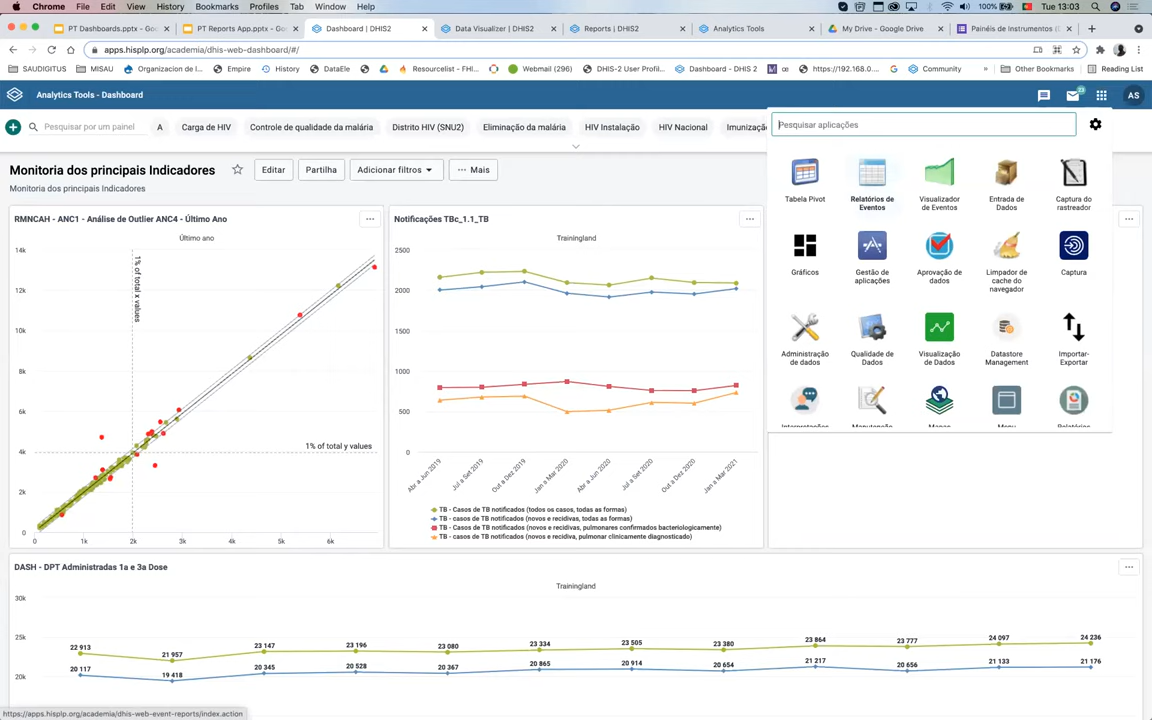 Chrome File Edit View History Bookmarks Profiles Tab Window Help 100% Tue 13:03
PT Dashboards.pptx - Go
PT Reports App.pptx - Goo
Dashboard | DHIS2
Data Visualizer | DHIS2
Reports | DHIS2
Analytics Tools
My Drive - Google Drive
Painéis de Instrumentos (D
apps.hisplp.org/academia/dhis-web-dashboard/#/
SAUDIGITUS MISAU Organizacion de I... Empire History DataEle Resourcelist - FHI... Webmail (296) DHIS-2 User Profil... Dashboard - DHIS 2 https://192.168.0.... Community » Other Bookmarks Reading List
Analytics Tools - Dashboard
23
AS
Pesquisar por um painel
A
Carga de HIV
Controle de qualidade da malária
Distrito HIV (SNU2)
Eliminação da malária
HIV Instalação
HIV Nacional
Imunizaçã
Pesquisar aplicações
Monitoria dos principais Indicadores
Editar
Partilha
Adicionar filtros
Mais
Monitoria dos principais Indicadores
Tabela Pivot
Relatórios de
Eventos
Visualizador
de Eventos
Entrada de
Dados
Captura do
rastreador
Gráficos
Gestão de
aplicações
Aprovação de
dados
Limpador de
cache do
navegador
Captura
Administração
de dados
Qualidade de
Dados
Visualização
de Dados
Datastore
Management
Importar-
Exportar
Interpretações
Manutenção
Mapas
Menu
Relatórios
RMNCAH - ANC1 - Análise de Outlier ANC4 - Último Ano
Último ano
14k
12k
10k
8k
6k
4k
2k
0
1% of total x values
1% of total y values
0 1k 2k 3k 4k 5k 6k
Notificações TBc_1.1_TB
Trainingland
2500
2000
1500
1000
500
0
Abr a Jun 2019
Jul a Set 2019
Out a Dez 2019
Jan a Mar 2020
Abr a Jun 2020
Jul a Set 2020
Out a Dez 2020
Jan a Mar 2021
TB - Casos de TB notificados (todos os casos, todas as formas)
TB - casos de TB notificados (novos e recidivas, todas as formas)
TB - Casos de TB notificados (novos e recidivas, pulmonares confirmados bacteriologicamente)
TB - casos de TB notificados (novos e recidiva, pulmonar clinicamente diagnosticado)
DASH - DPT Administradas 1a e 3a Dose
Trainingland
30k
25k
20k
22 913 21 957 23 147 23 196 23 080 23 334 23 505 23 380 23 864 23 777 24 097 24 236
20 117 19 418 20 345 20 528 20 367 20 865 20 914 20 654 21 217 20 656 21 133 21 176
https://apps.hisplp.org/academia/dhis-web-event-reports/index.action